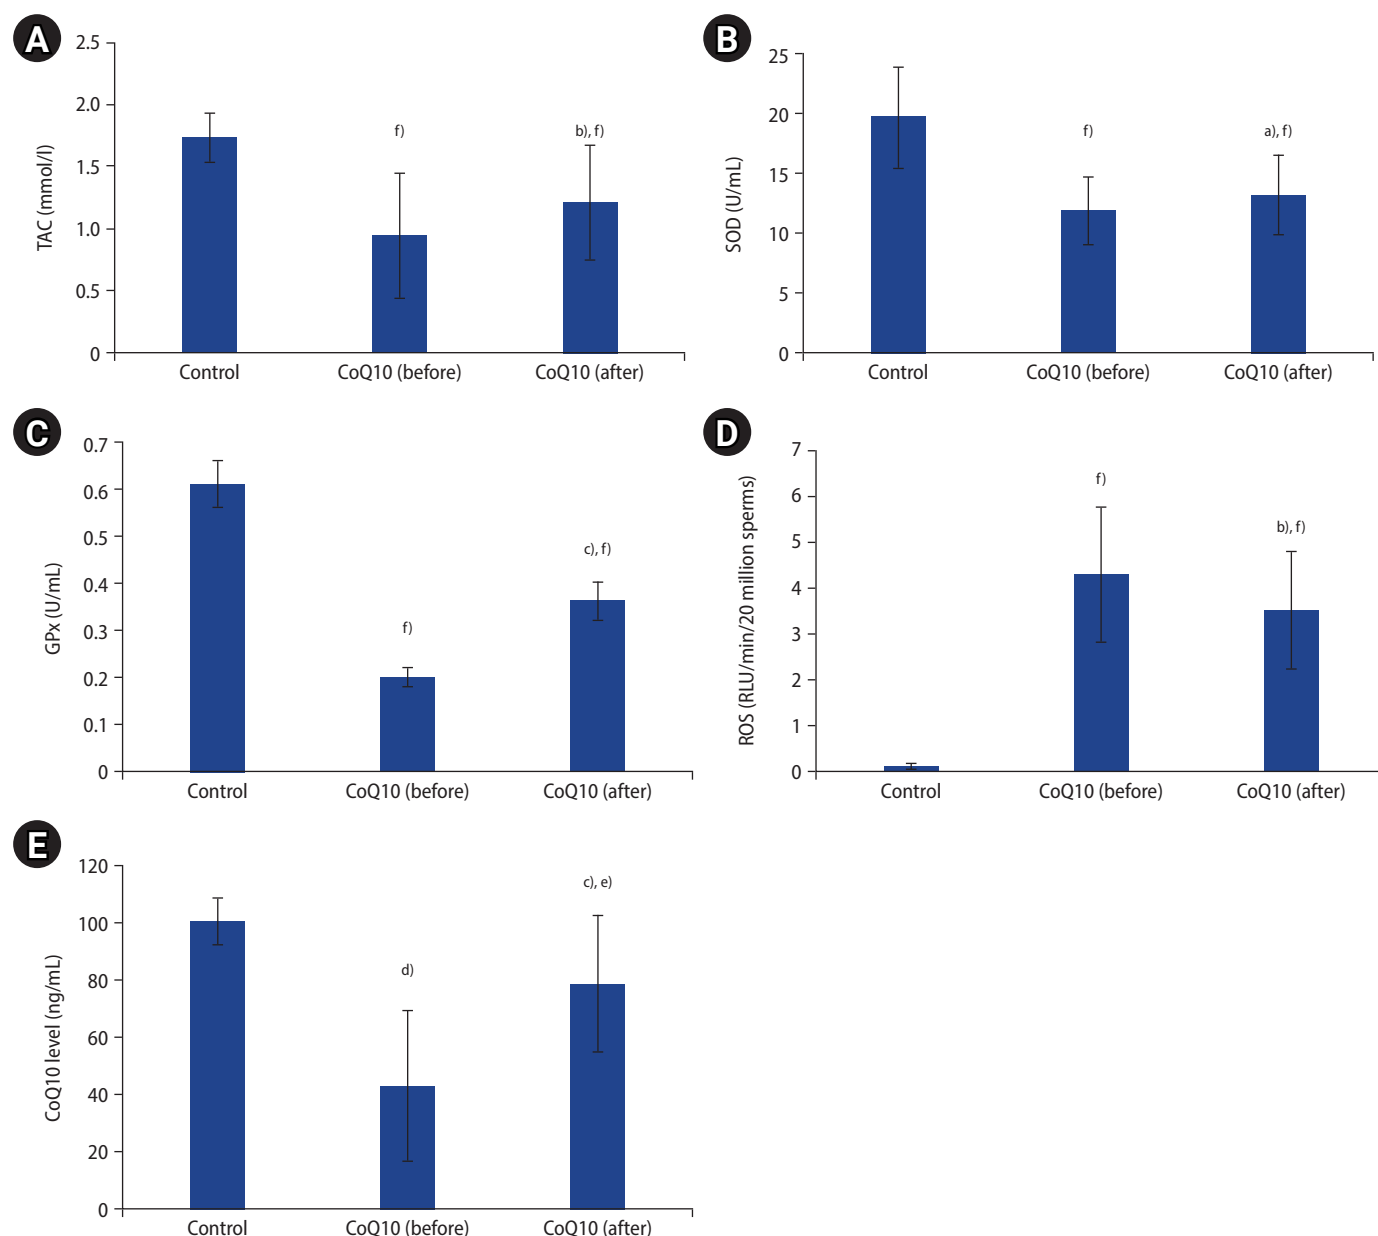 A
TAC (mmol/l)
2.5
2.0
1.5
1.0
0.5
0
f)
b), f)
Control
CoQ10 (before)
CoQ10 (after)
B
SOD (U/mL)
25
20
15
10
5
0
f)
a), f)
Control
CoQ10 (before)
CoQ10 (after)
C
GPx (U/mL)
0.7
0.6
0.5
0.4
0.3
0.2
0.1
0
f)
c), f)
Control
CoQ10 (before)
CoQ10 (after)
D
ROS (RLU/min/20 million sperms)
7
6
5
4
3
2
1
0
f)
b), f)
Control
CoQ10 (before)
CoQ10 (after)
E
CoQ10 level (ng/mL)
120
100
80
60
40
20
0
d)
c), e)
Control
CoQ10 (before)
CoQ10 (after)